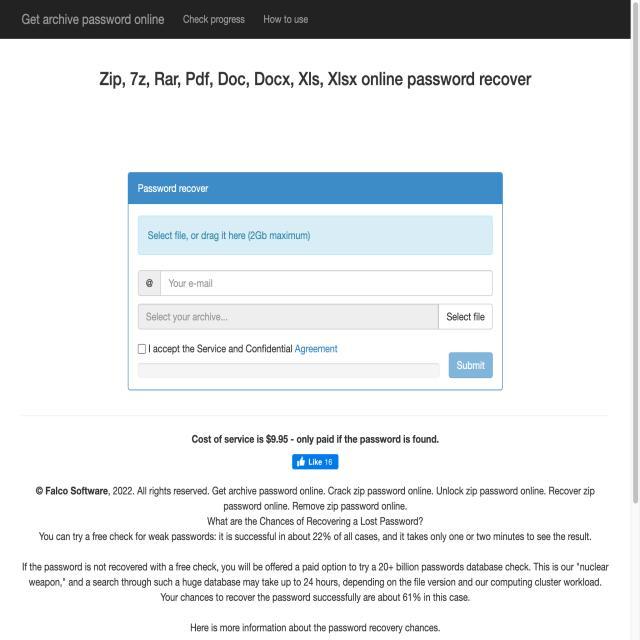 Get archive password online Check progress How to use
Zip, 7z, Rar, Pdf, Doc, Docx, Xls, Xlsx online password recover
Password recover
Select file, or drag it here (2Gb maximum)
@ Your e-mail
Select your archive... Select file
I accept the Service and Confidential Agreement
Submit
Cost of service is $9.95 - only paid if the password is found.
Like 16
© Falco Software, 2022. All rights reserved. Get archive password online. Crack zip password online. Unlock zip password online. Recover zip
password online. Remove zip password online.
What are the Chances of Recovering a Lost Password?
You can try a free check for weak passwords: it is successful in about 22% of all cases, and it takes only one or two minutes to see the result.
If the password is not recovered with a free check, you will be offered a paid option to try a 20+ billion passwords database check. This is our "nuclear
weapon," and a search through such a huge database may take up to 24 hours, depending on the file version and our computing cluster workload.
Your chances to recover the password successfully are about 61% in this case.
Here is more information about the password recovery chances.